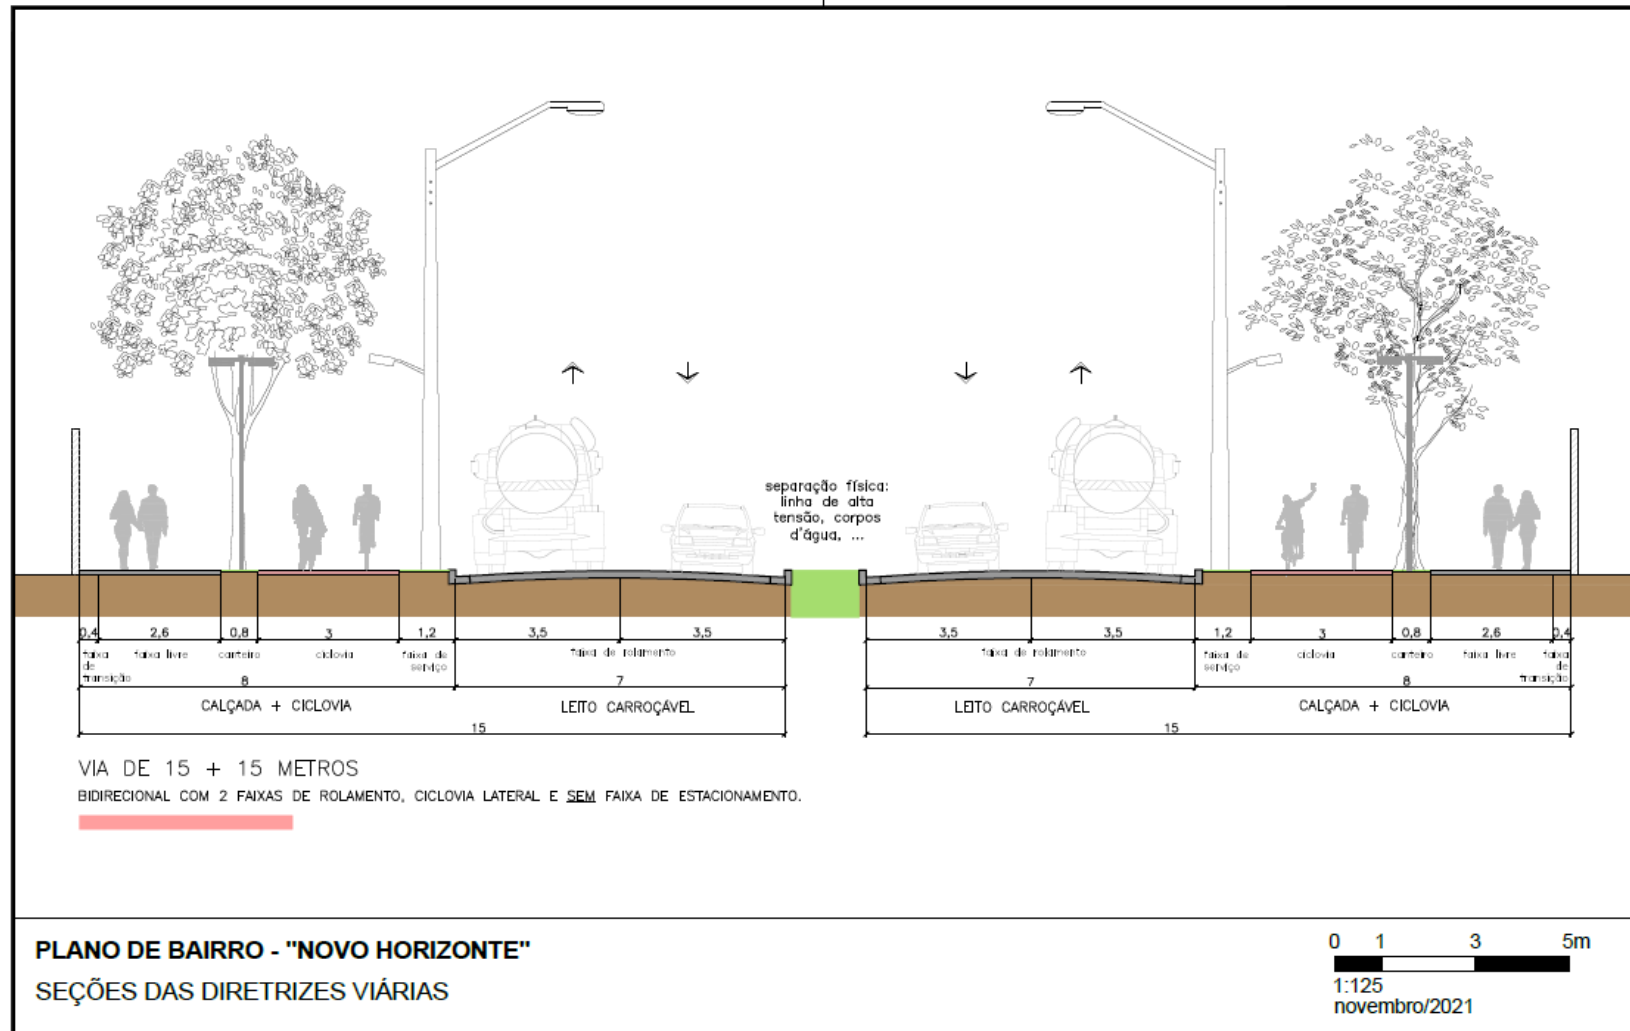 separação física:
linha de alta
tensão, corpos
d'água, ...
0,4 2,6 0,8 3 1,2 3,5 3,5 3,5 3,5 1,2 3 0,8 2,6 0,4
faixa de transição faixa livre canteiro ciclovia faixa de serviço faixa de rolamento faixa de rolamento faixa de serviço ciclovia canteiro faixa livre faixa de transição
8 7 7 8
CALÇADA + CICLOVIA LEITO CARROÇÁVEL LEITO CARROÇÁVEL CALÇADA + CICLOVIA
15 15
VIA DE 15 + 15 METROS
BIDIRECIONAL COM 2 FAIXAS DE ROLAMENTO, CICLOVIA LATERAL E SEM FAIXA DE ESTACIONAMENTO.
PLANO DE BAIRRO - "NOVO HORIZONTE"
SEÇÕES DAS DIRETRIZES VIÁRIAS
0 1 3 5m
1:125
novembro/2021